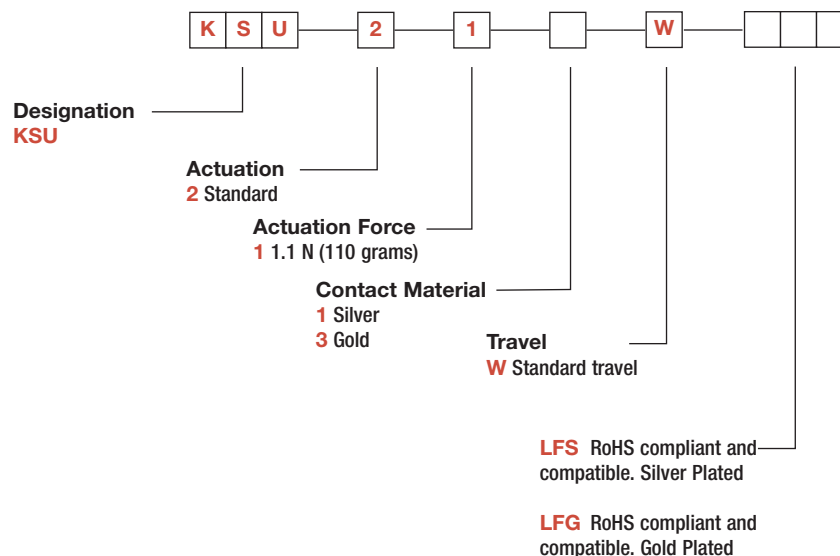 K S U 2 1 W
Designation
KSU
Actuation
2 Standard
Actuation Force
1 1.1 N (110 grams)
Contact Material
1 Silver
3 Gold
Travel
W Standard travel
LFS RoHS compliant and
compatible. Silver Plated
LFG RoHS compliant and
compatible. Gold Plated